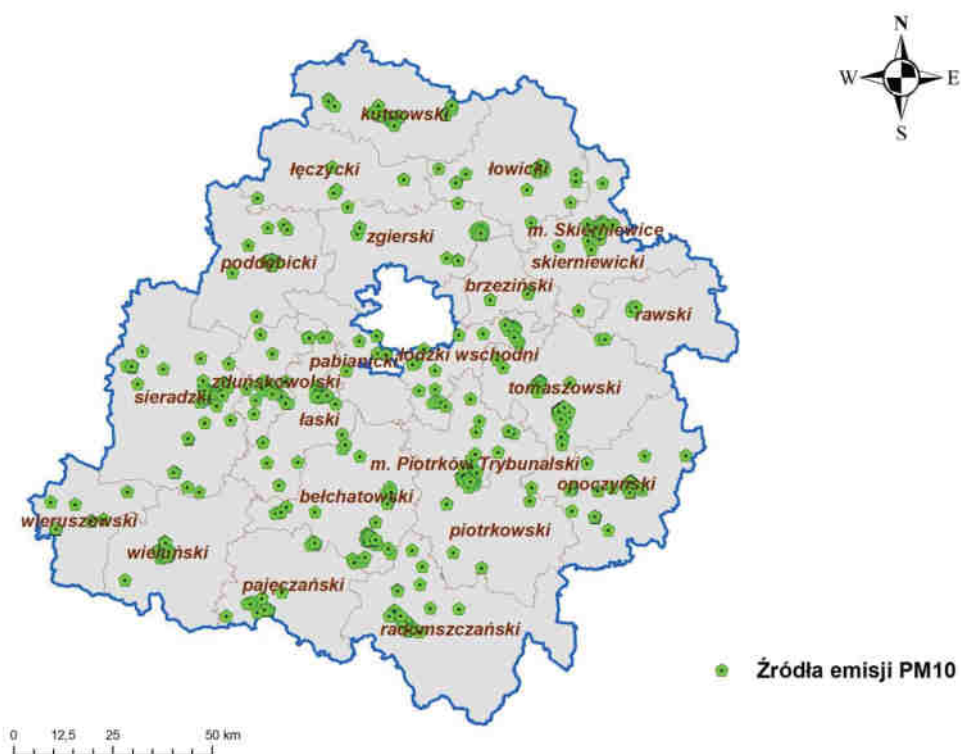 N
W E
S
kutnowski
łęczycki
łowicki
zgierski
m. Skierniewice
skierniewicki
poddębicki
brzeziński
rawski
pabianicki
łódzki wschodni
zduńskowolski
tomaszowski
sieradzki
łaski
m. Piotrków Trybunalski
opoczyński
bełchatowski
wieruszowski
piotrkowski
wieluński
pajęczański
radomszczański
Źródła emisji PM10
0 12,5 25 50 km